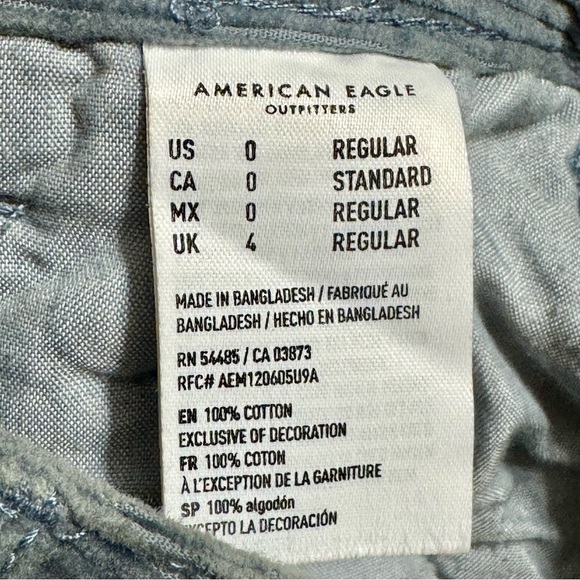 AMERICAN EAGLE
OUTFITTERS
US 0 REGULAR
CA 0 STANDARD
MX 0 REGULAR
UK 4 REGULAR
MADE IN BANGLADESH / FABRIQUÉ AU
BANGLADESH / HECHO EN BANGLADESH
RN 54485 / CA 03873
RFC# AEM120605U9A
EN 100% COTTON
EXCLUSIVE OF DECORATION
FR 100% COTON
À L'EXCEPTION DE LA GARNITURE
SP 100% algodón
EXCEPTO LA DECORACIÓN